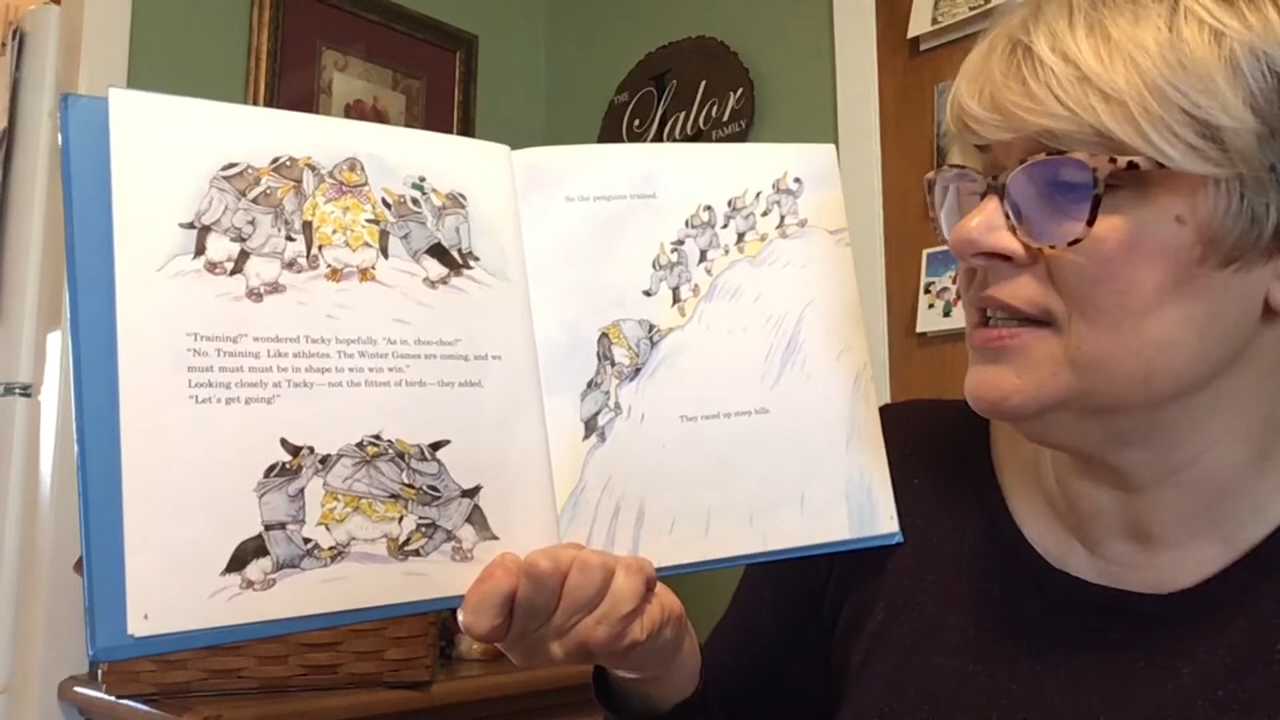 THE
Lalor
FAMILY
"Training?" wondered Tacky hopefully. "As in, choo-choo?"
"No. Training. Like athletes. The Winter Games are coming, and we
must must must be in shape to win win win."
Looking closely at Tacky—not the fittest of birds—they added,
"Let's get going!"
4
So the penguins trained.
They raced up steep hills.